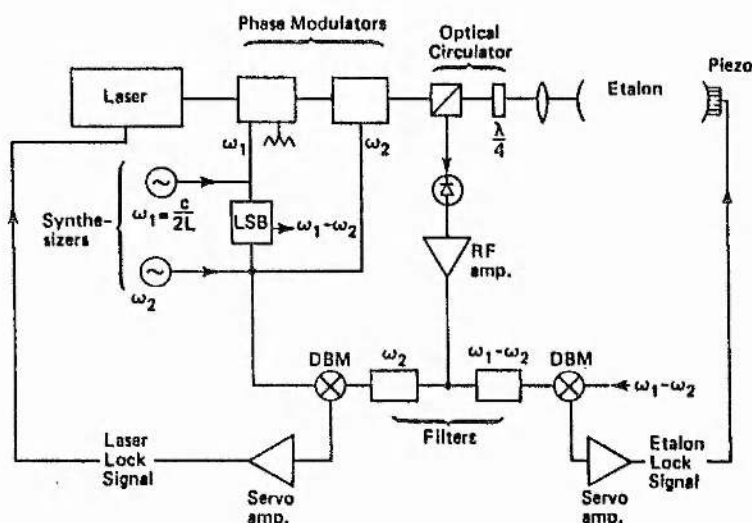 Phase Modulators
Optical
Circulator
Piezo
Laser
Etalon
λ/4
ω₁
ω₂
Synthe-
sizers
ω₁ = c/2L
LSB
ω₁–ω₂
RF
amp.
ω₂
DBM
ω₂
ω₁–ω₂
DBM
ω₁–ω₂
Filters
Laser
Lock
Signal
Servo
amp.
Servo
amp.
Etalon
Lock
Signal